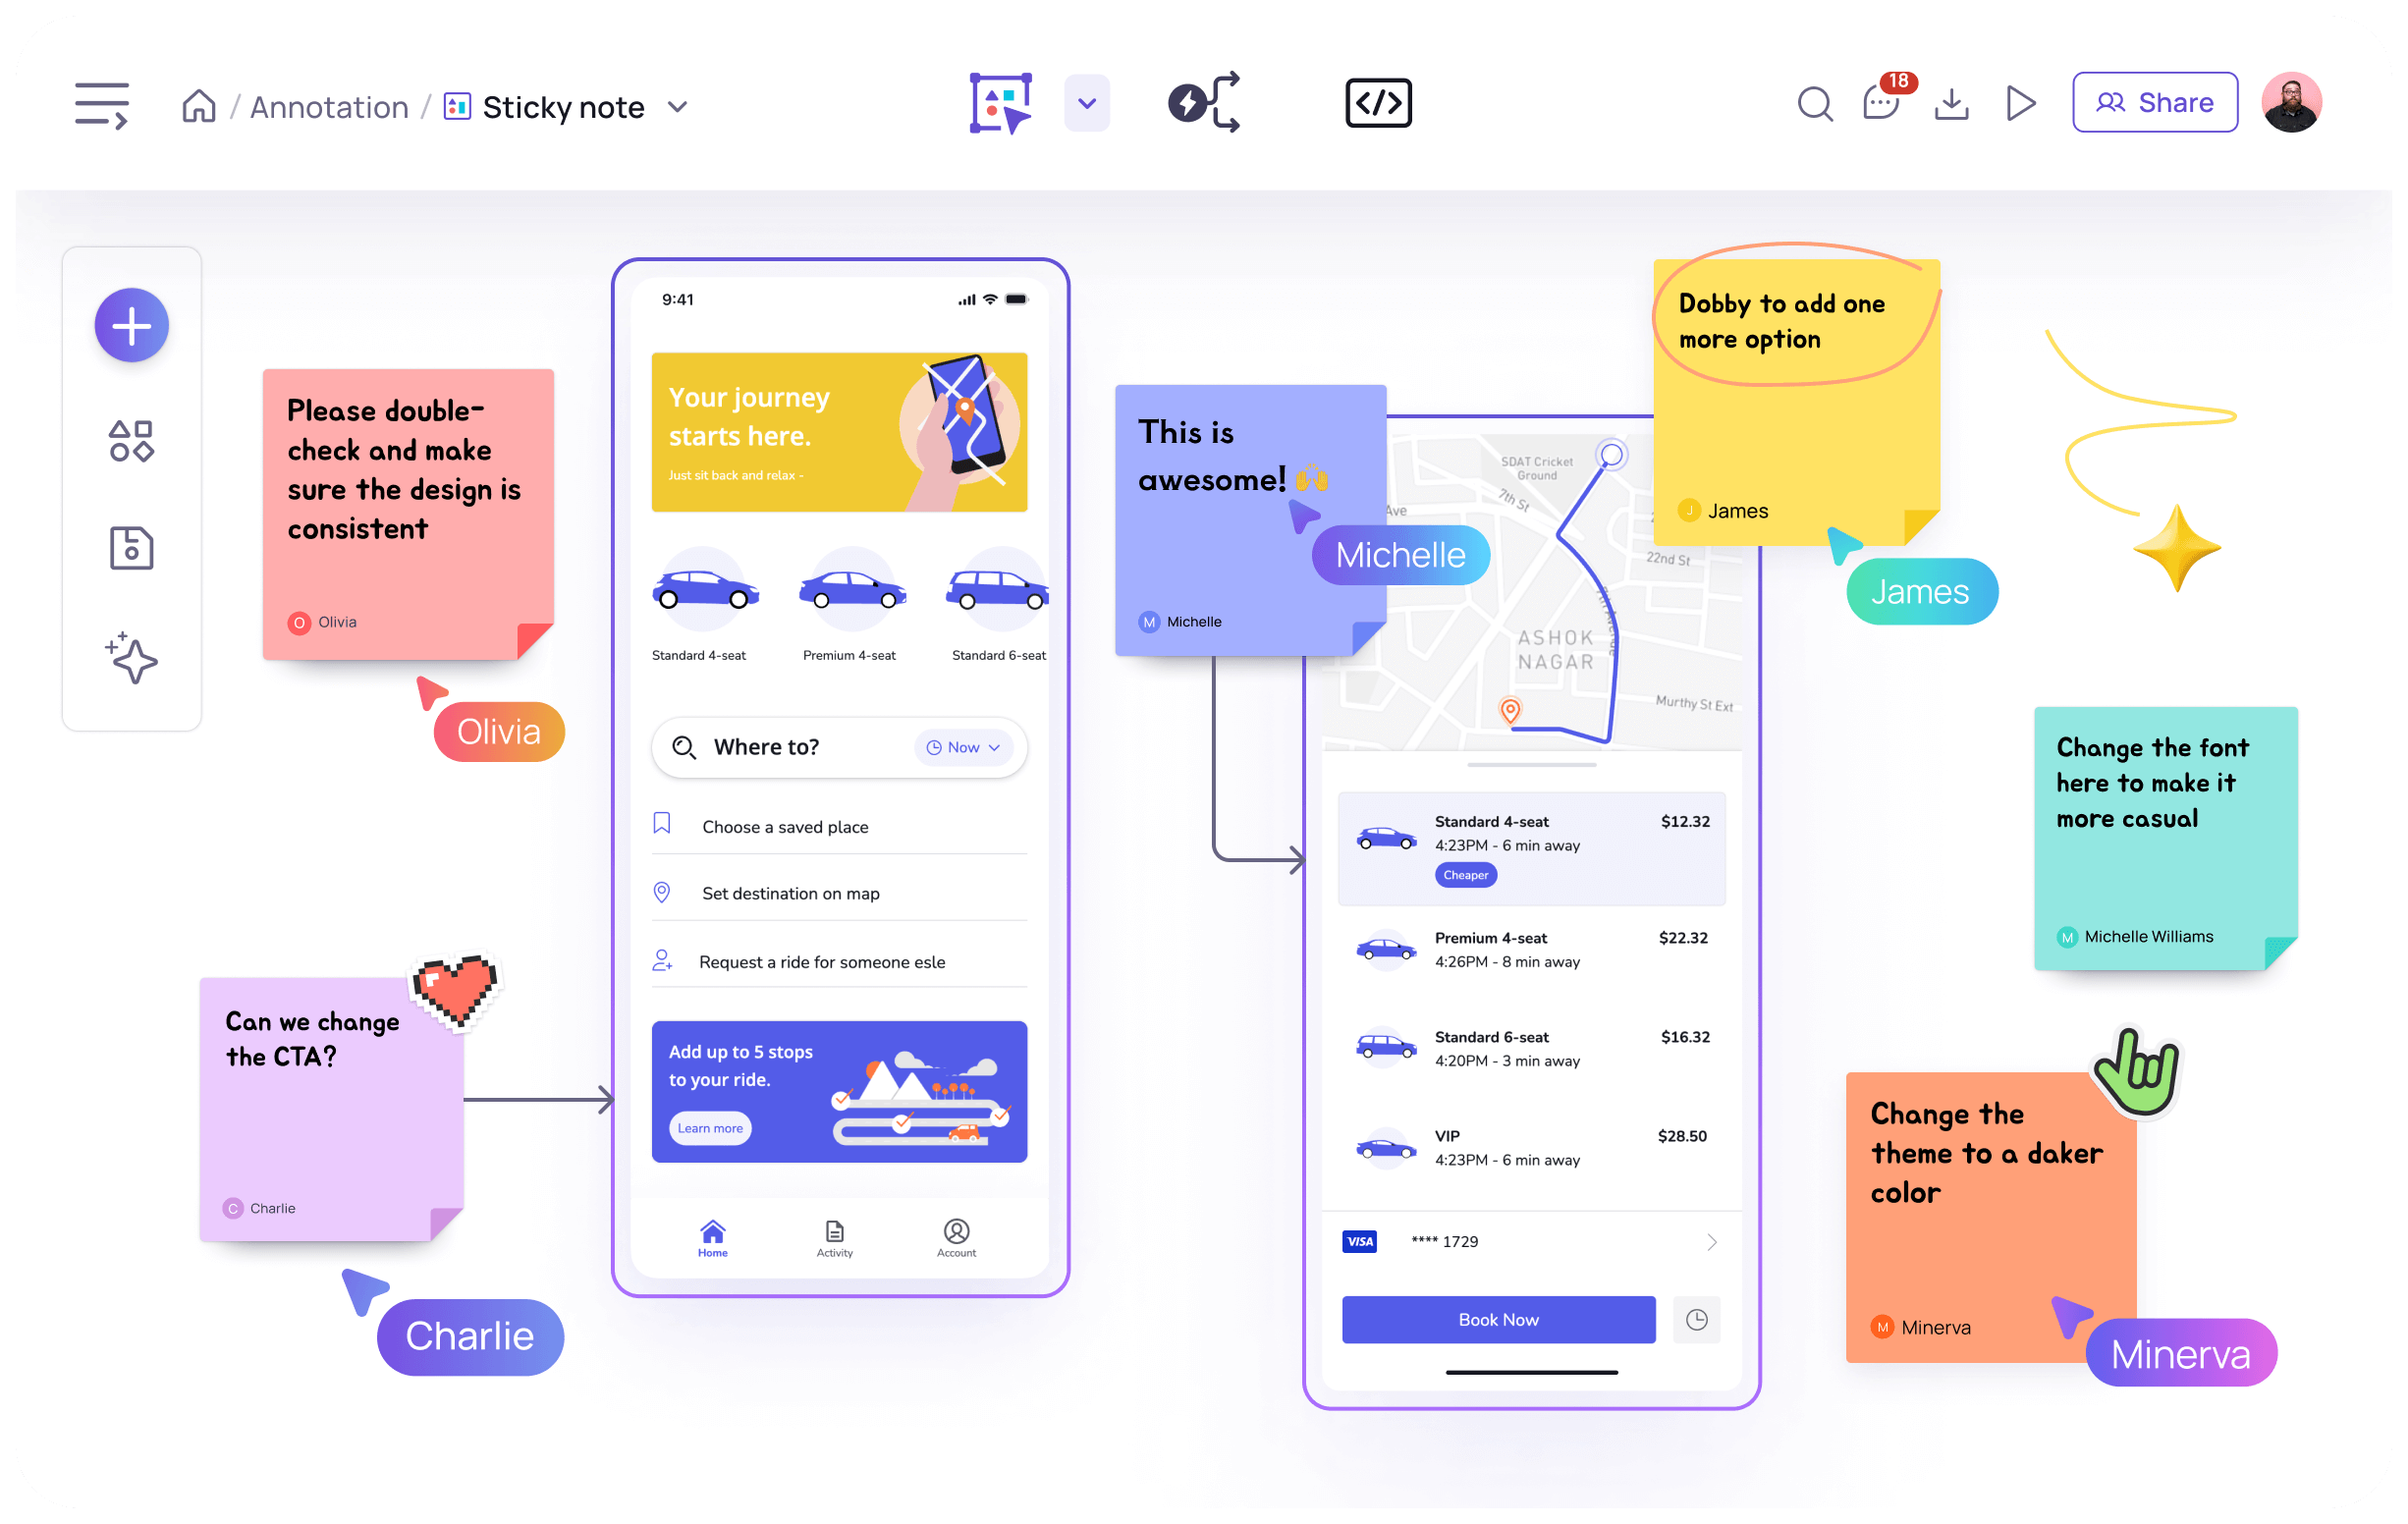 / Annotation / Sticky note
</>
18
Share
Please double-
check and make
sure the design is
consistent
O Olivia
Olivia
Can we change
the CTA?
C Charlie
Charlie
9:41
Your journey
starts here.
Just sit back and relax -
Standard 4-seat
Premium 4-seat
Standard 6-seat
Where to?
Now
Choose a saved place
Set destination on map
Request a ride for someone esle
Add up to 5 stops
to your ride.
Learn more
Home
Activity
Account
This is
awesome! 🙌
M Michelle
Michelle
SDAT Cricket
Ground
7th St
Ave
22nd St
7th Avenue
ASHOK
NAGAR
Murthy St Ext
Standard 4-seat
$12.32
4:23PM - 6 min away
Cheaper
Premium 4-seat
$22.32
4:26PM - 8 min away
Standard 6-seat
$16.32
4:20PM - 3 min away
VIP
$28.50
4:23PM - 6 min away
VISA
**** 1729
Book Now
Dobby to add one
more option
J James
James
Change the font
here to make it
more casual
M Michelle Williams
Change the
theme to a daker
color
M Minerva
Minerva